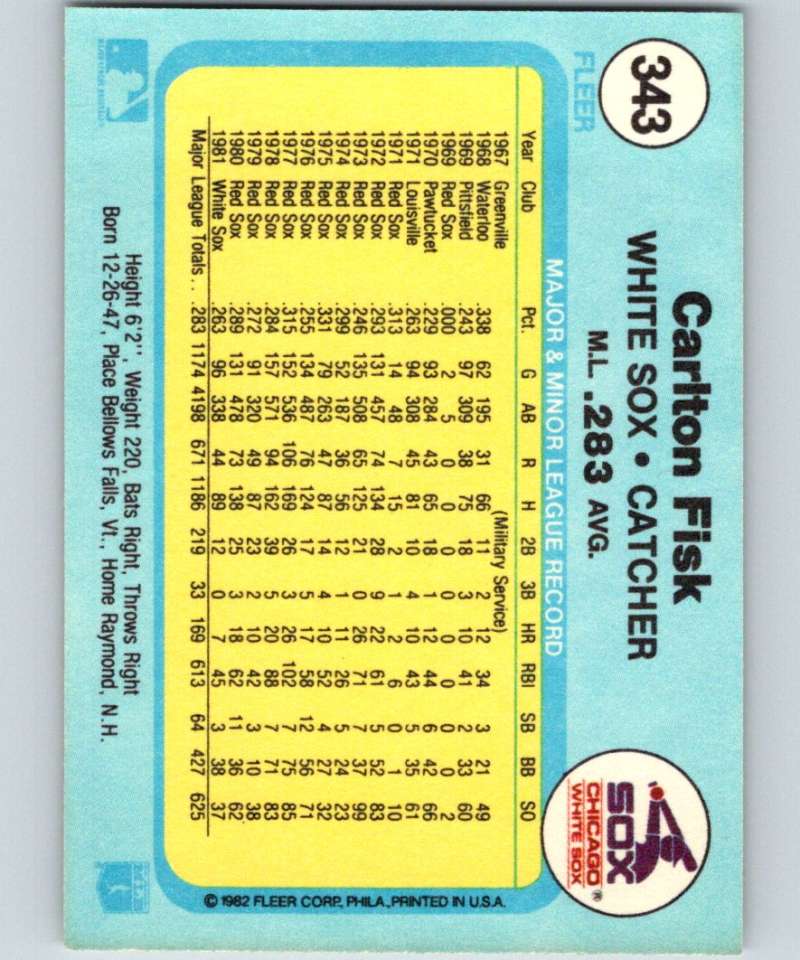 343
FLEER
Carlton Fisk
WHITE SOX • CATCHER
M.L. .283 AVG.
SOX
CHICAGO
WHITE SOX ®
MAJOR & MINOR LEAGUE RECORD
Year Club Pct. G AB R H 2B 3B HR RBI SB BB SO
1967 Greenville (Military Service)
1968 Waterloo .338 62 195 31 66 11 2 12 34 3 21 49
1969 Pittsfield .243 97 309 38 75 18 3 10 41 2 33 60
1969 Red Sox .000 2 5 0 0 0 0 0 0 0 0 2
1970 Pawtucket .229 93 284 43 65 18 1 12 44 6 42 66
1971 Louisville .263 94 308 45 81 10 4 10 43 5 35 61
1971 Red Sox .313 14 48 7 15 2 1 2 6 0 1 10
1972 Red Sox .293 131 457 74 134 28 9 22 61 5 52 83
1973 Red Sox .246 135 508 65 125 21 0 26 71 7 37 99
1974 Red Sox .299 52 187 36 56 12 1 11 26 5 24 23
1975 Red Sox .331 79 263 47 87 14 4 10 52 4 27 32
1976 Red Sox .255 134 487 76 124 17 5 17 58 12 56 71
1977 Red Sox .315 152 536 106 169 26 3 26 102 7 75 85
1978 Red Sox .284 157 571 94 162 39 5 20 88 7 71 83
1979 Red Sox .272 91 320 49 87 23 2 10 42 3 10 38
1980 Red Sox .289 131 478 73 138 25 3 18 62 11 36 62
1981 White Sox .263 96 338 44 89 12 0 7 45 3 38 37
Major League Totals . . .283 1174 4198 671 1186 219 33 169 613 64 427 625
Height 6'2'', Weight 220, Bats Right, Throws Right
Born 12-26-47, Place Bellows Falls, Vt., Home Raymond, N.H.
© 1982 FLEER CORP., PHILA., PRINTED IN U.S.A.